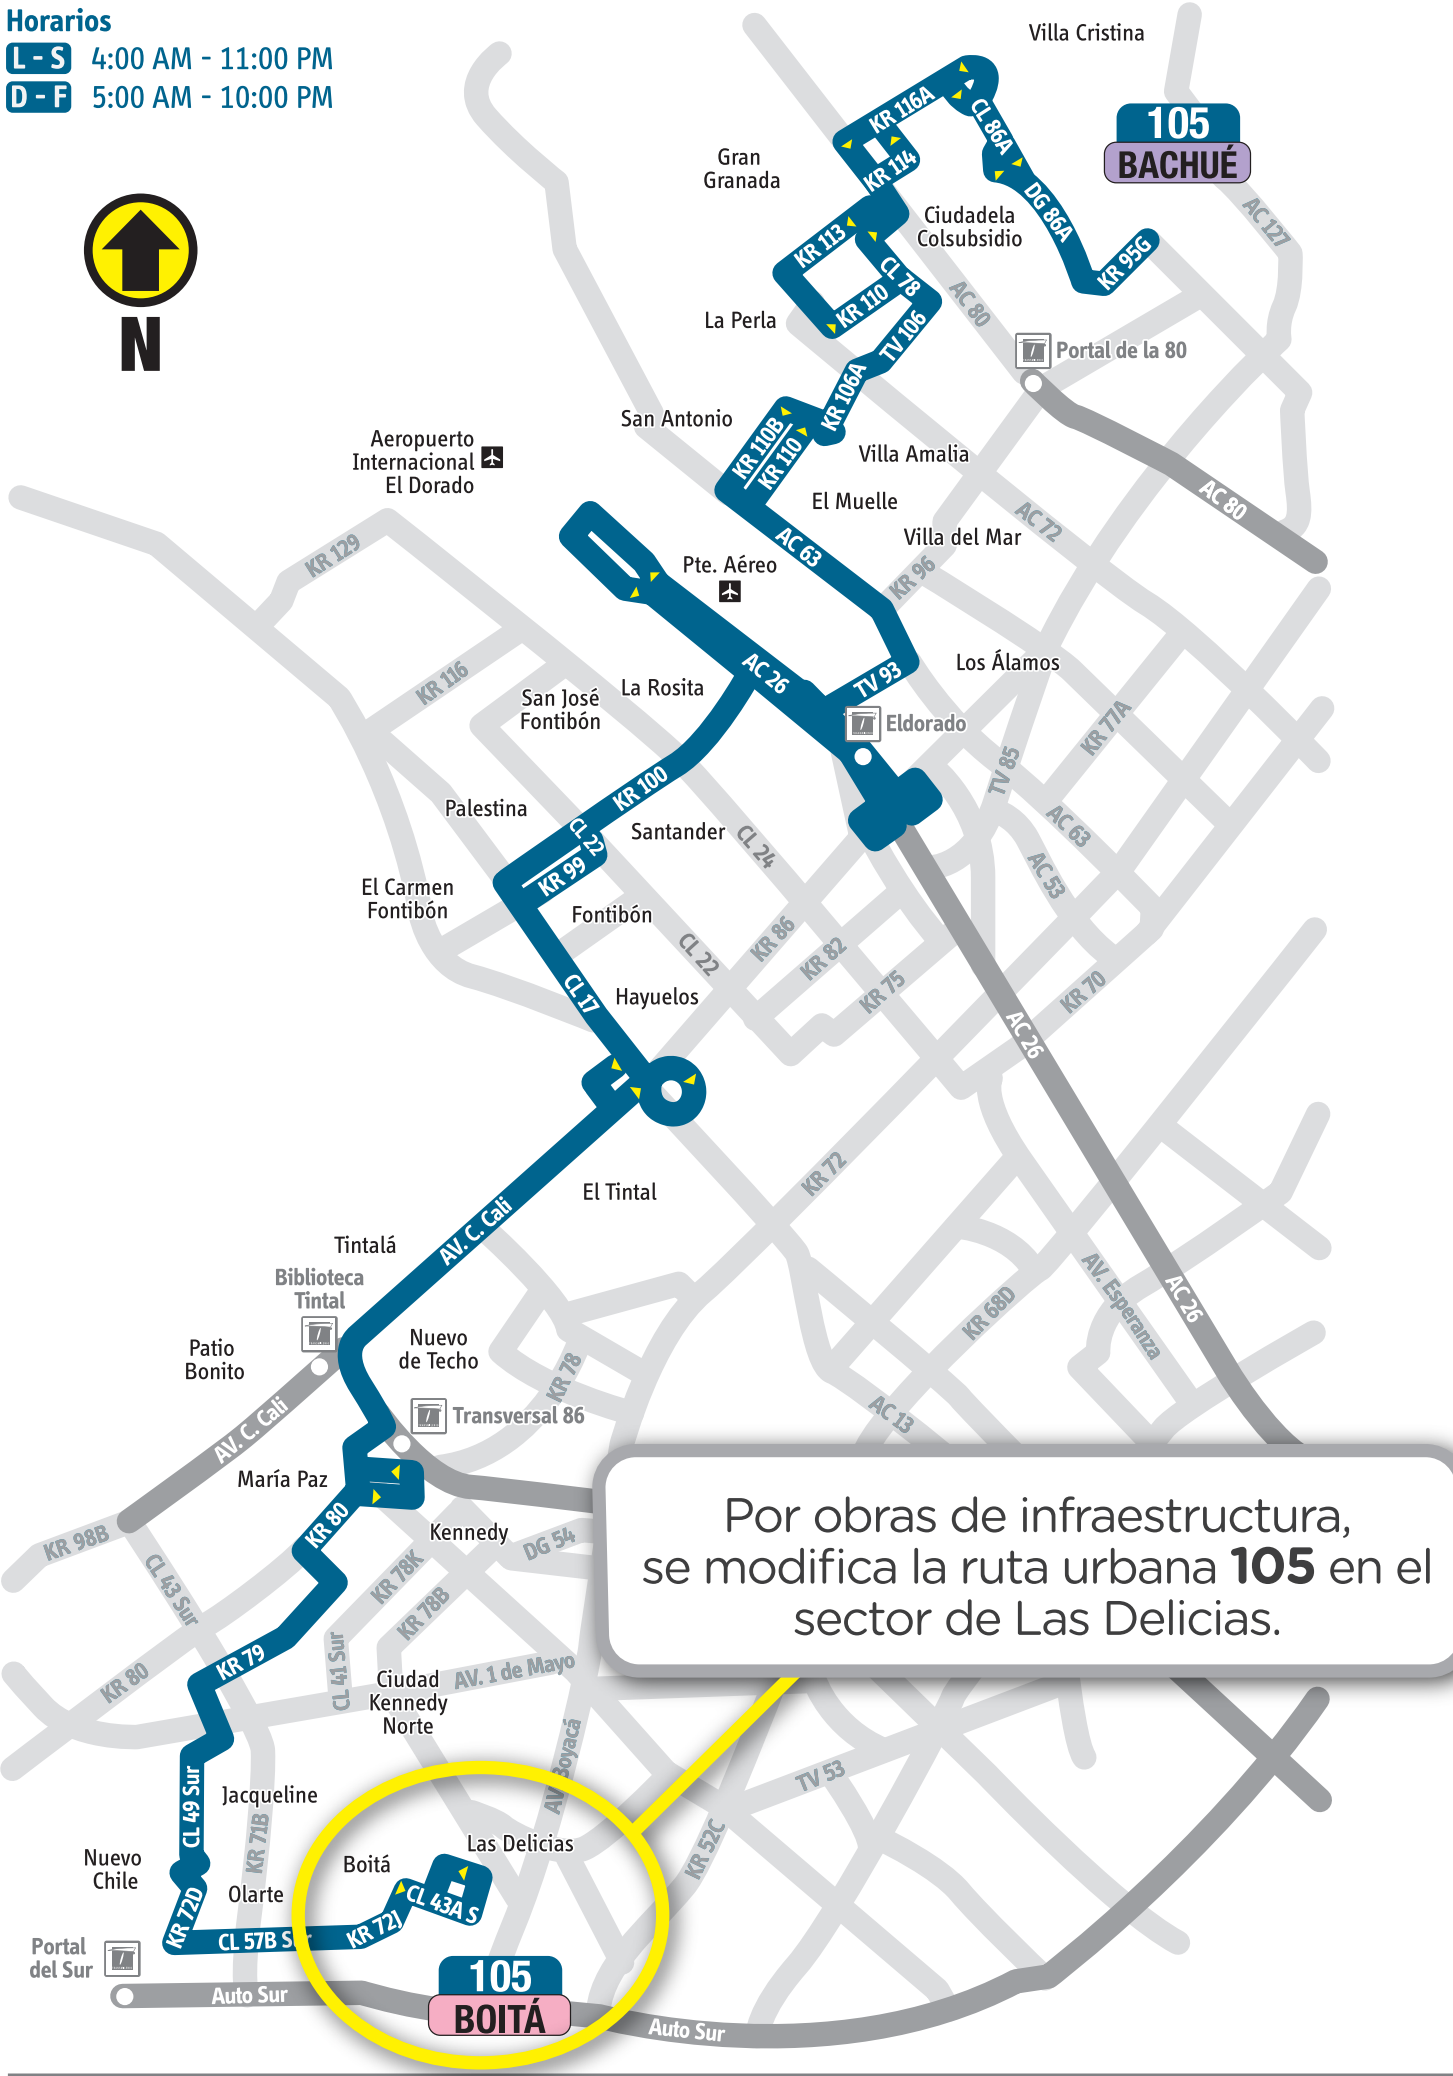 Horarios
L - S 4:00 AM - 11:00 PM
D - F 5:00 AM - 10:00 PM
N
Villa Cristina
105
BACHUÉ
KR 116A
CL 86A
KR 114
DG 86A
KR 95G
AC 127
Gran
Granada
Ciudadela
Colsubsidio
KR 113
CL 78
KR 110
TV 106
AC 80
La Perla
Portal de la 80
KR 106A
San Antonio
KR 110B
KR 110
Villa Amalia
Aeropuerto
Internacional
El Dorado
El Muelle
AC 80
AC 72
Villa del Mar
AC 63
KR 129
Pte. Aéreo
KR 96
Los Álamos
AC 26
TV 93
KR 116
La Rosita
San José
Fontibón
Eldorado
KR 77A
TV 85
KR 100
Palestina
CL 22
Santander
CL 24
AC 63
KR 99
AC 53
El Carmen
Fontibón
Fontibón
CL 22
KR 86
KR 82
KR 75
KR 70
CL 17
Hayuelos
AC 26
El Tintal
KR 72
AV. C. Cali
Tintalá
Biblioteca
Tintal
AV. Esperanza
AC 26
KR 68D
Patio
Bonito
Nuevo
de Techo
KR 78
AV. C. Cali
Transversal 86
AC 13
María Paz
KR 80
Kennedy
DG 54
KR 98B
CL 43 Sur
KR 78K
KR 78B
Por obras de infraestructura,
se modifica la ruta urbana 105 en el
sector de Las Delicias.
KR 79
KR 80
CL 41 Sur
AV. 1 de Mayo
Ciudad
Kennedy
Norte
AV. Boyacá
TV 53
Jacqueline
CL 49 Sur
KR 71B
KR 52C
Las Delicias
Nuevo
Chile
Boitá
Olarte
KR 72D
CL 43A S
KR 72J
CL 57B Sur
Portal
del Sur
Auto Sur
105
BOITÁ
Auto Sur